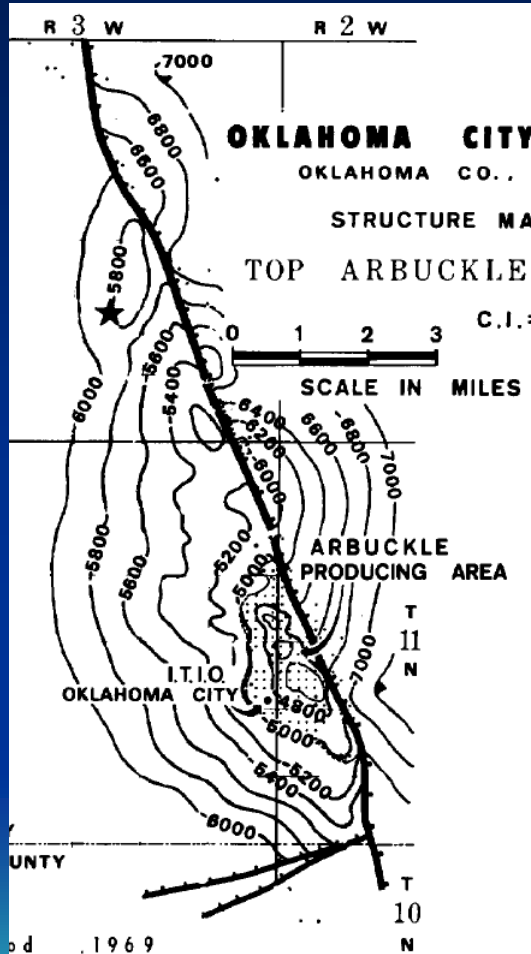 R 3 W
R 2 W
-7000
OKLAHOMA CITY
OKLAHOMA CO.,
STRUCTURE MA
TOP ARBUCKLE
C.I.=
0 1 2 3
SCALE IN MILES
-6800
-6600
-5800
-5600
-5400
-6000
-6400
-6200
-6000
6600
-6800
-7000
-5800
5600
-5200
-5000
ARBUCKLE
PRODUCING AREA
T
11
N
-7000
I.T.I.O.
OKLAHOMA CITY
-4800
-5000
-5200
-5400
-6000
UNTY
T
10
N
od .1969